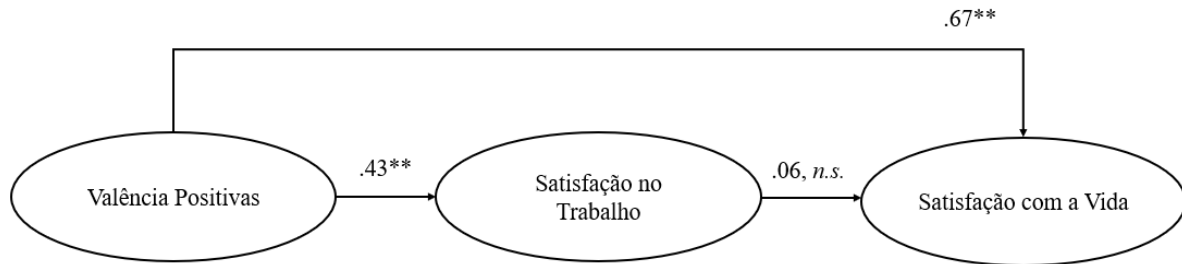 .67**
Valência Positivas
.43**
Satisfação no
Trabalho
.06, n.s.
Satisfação com a Vida